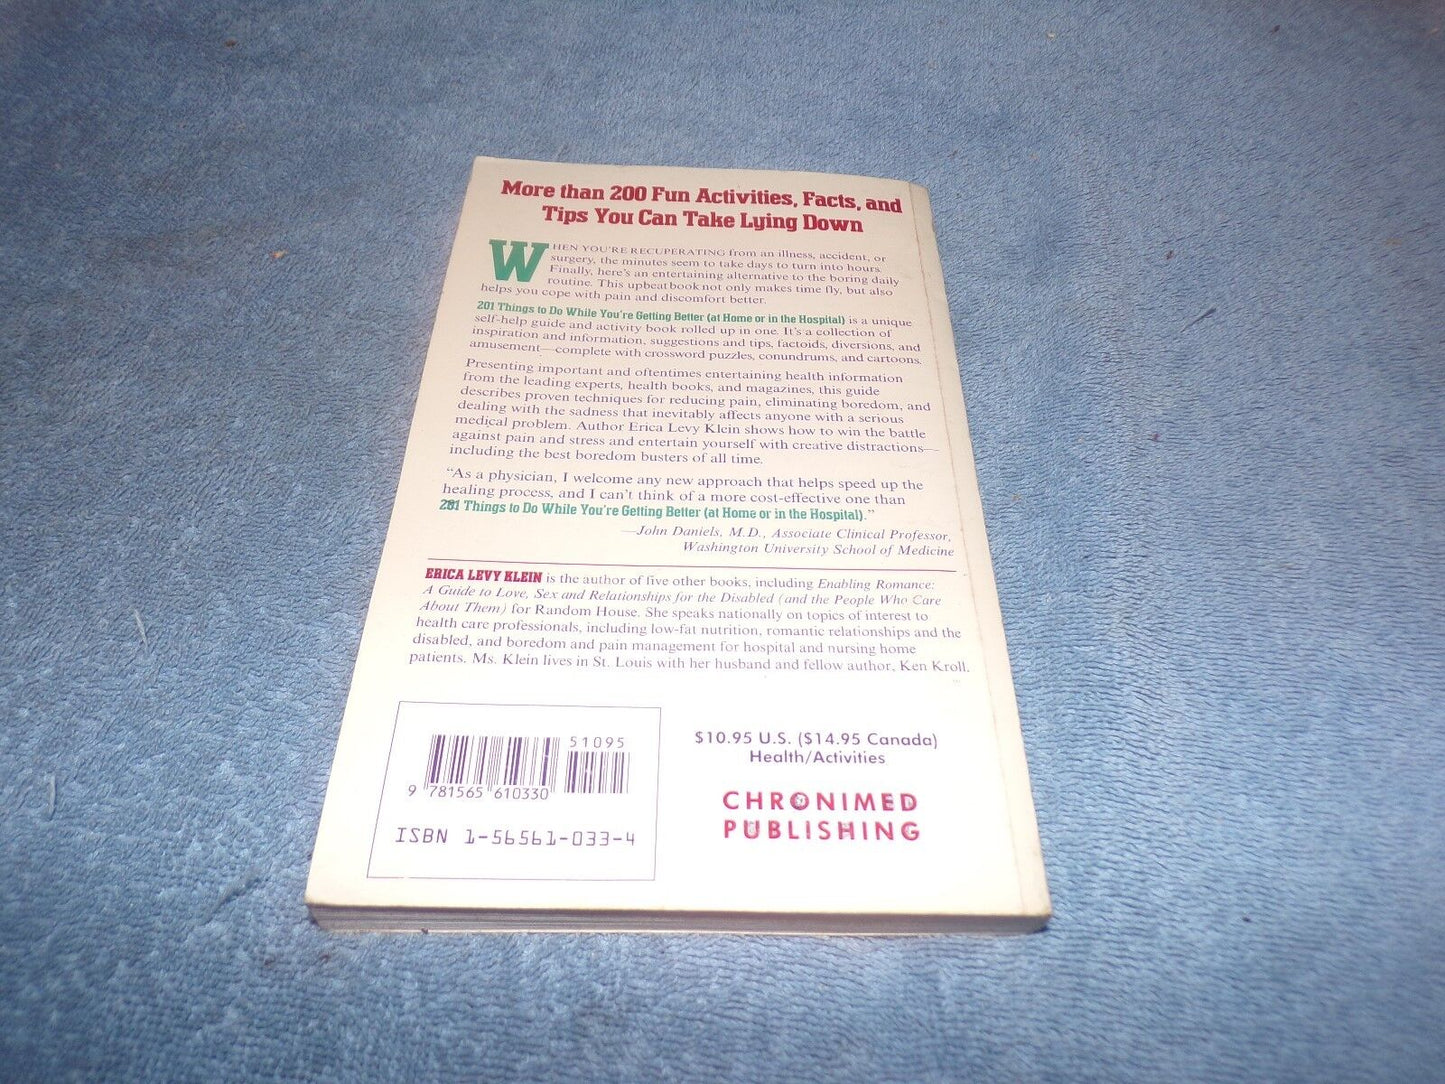 More than 200 Fun Activities, Facts, and
Tips You Can Take Lying Down
WHEN YOU'RE RECUPERATING from an illness, accident, or
surgery, the minutes seem to take days to turn into hours.
Finally, here's an entertaining alternative to the boring daily
routine. This upbeat book not only makes time fly, but also
helps you cope with pain and discomfort better.
201 Things to Do While You're Getting Better (at Home or in the Hospital) is a unique
self-help guide and activity book rolled up in one. It's a collection of
inspiration and information, suggestions and tips, factoids, diversions, and
amusement—complete with crossword puzzles, conundrums, and cartoons.
Presenting important and oftentimes entertaining health information
from the leading experts, health books, and magazines, this guide
describes proven techniques for reducing pain, eliminating boredom, and
dealing with the sadness that inevitably affects anyone with a serious
medical problem. Author Erica Levy Klein shows how to win the battle
against pain and stress and entertain yourself with creative distractions—
including the best boredom busters of all time.
"As a physician, I welcome any new approach that helps speed up the
healing process, and I can't think of a more cost-effective one than
201 Things to Do While You're Getting Better (at Home or in the Hospital)."
—John Daniels, M.D., Associate Clinical Professor,
Washington University School of Medicine
ERICA LEVY KLEIN is the author of five other books, including Enabling Romance:
A Guide to Love, Sex and Relationships for the Disabled (and the People Who Care
About Them) for Random House. She speaks nationally on topics of interest to
health care professionals, including low-fat nutrition, romantic relationships and the
disabled, and boredom and pain management for hospital and nursing home
patients. Ms. Klein lives in St. Louis with her husband and fellow author, Ken Kroll.
51095
9 781565 610330
ISBN 1-56561-033-4
$10.95 U.S. ($14.95 Canada)
Health/Activities
CHRONIMED
PUBLISHING